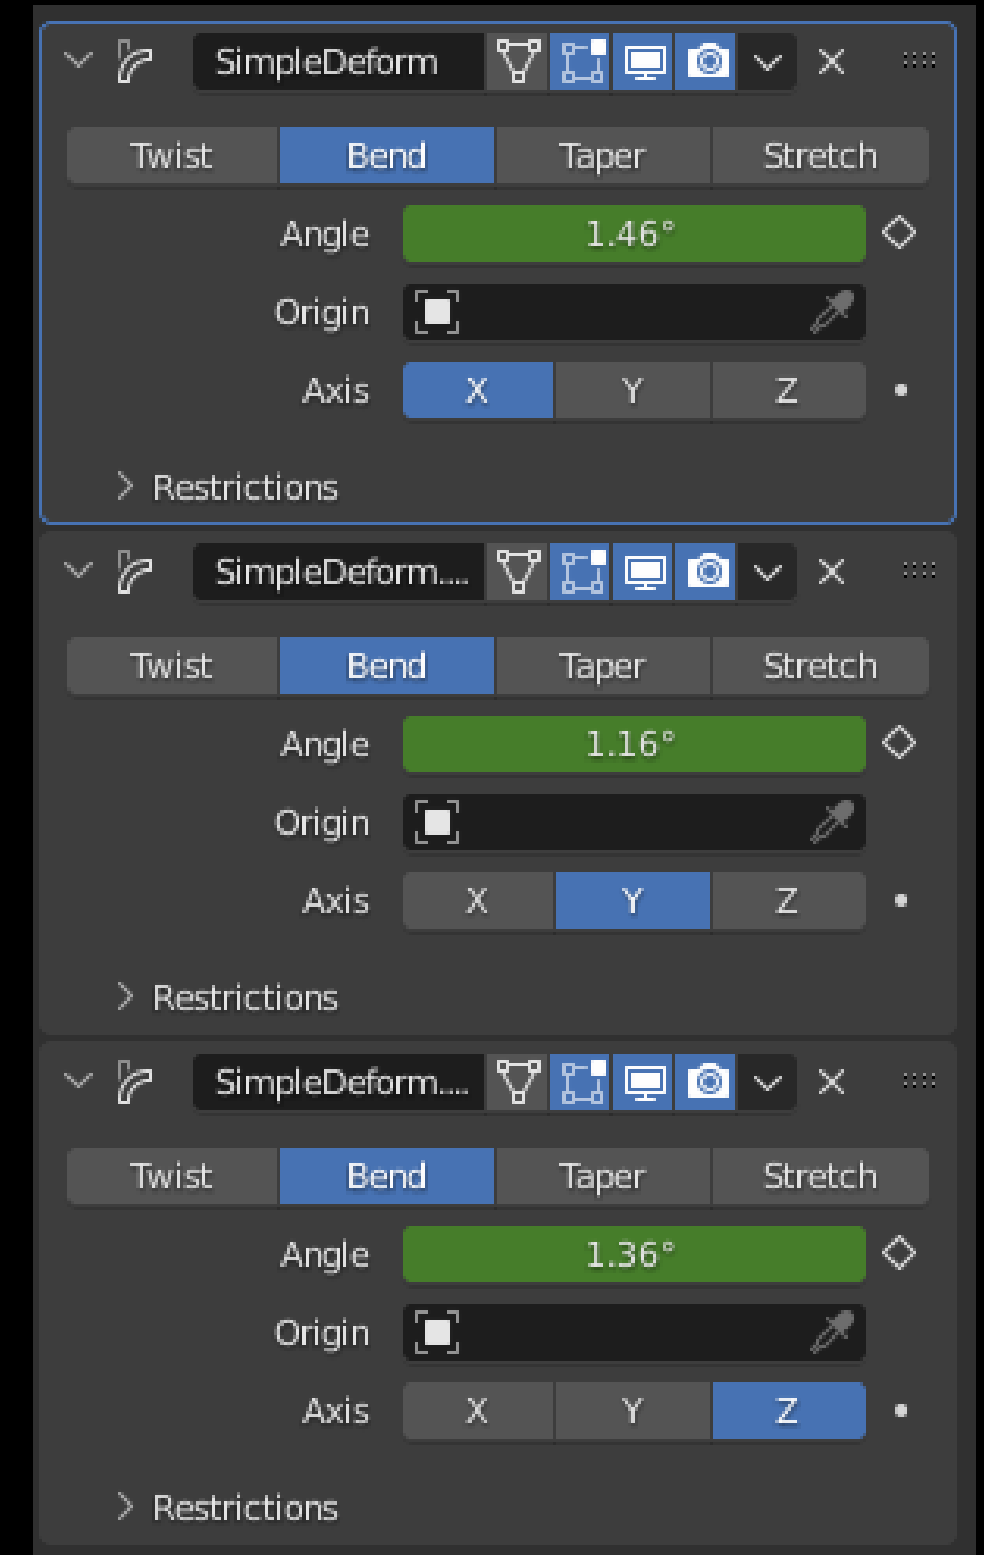 SimpleDeform
Twist Bend Taper Stretch
Angle 1.46°
Origin
Axis X Y Z
Restrictions
SimpleDeform....
Twist Bend Taper Stretch
Angle 1.16°
Origin
Axis X Y Z
Restrictions
SimpleDeform....
Twist Bend Taper Stretch
Angle 1.36°
Origin
Axis X Y Z
Restrictions